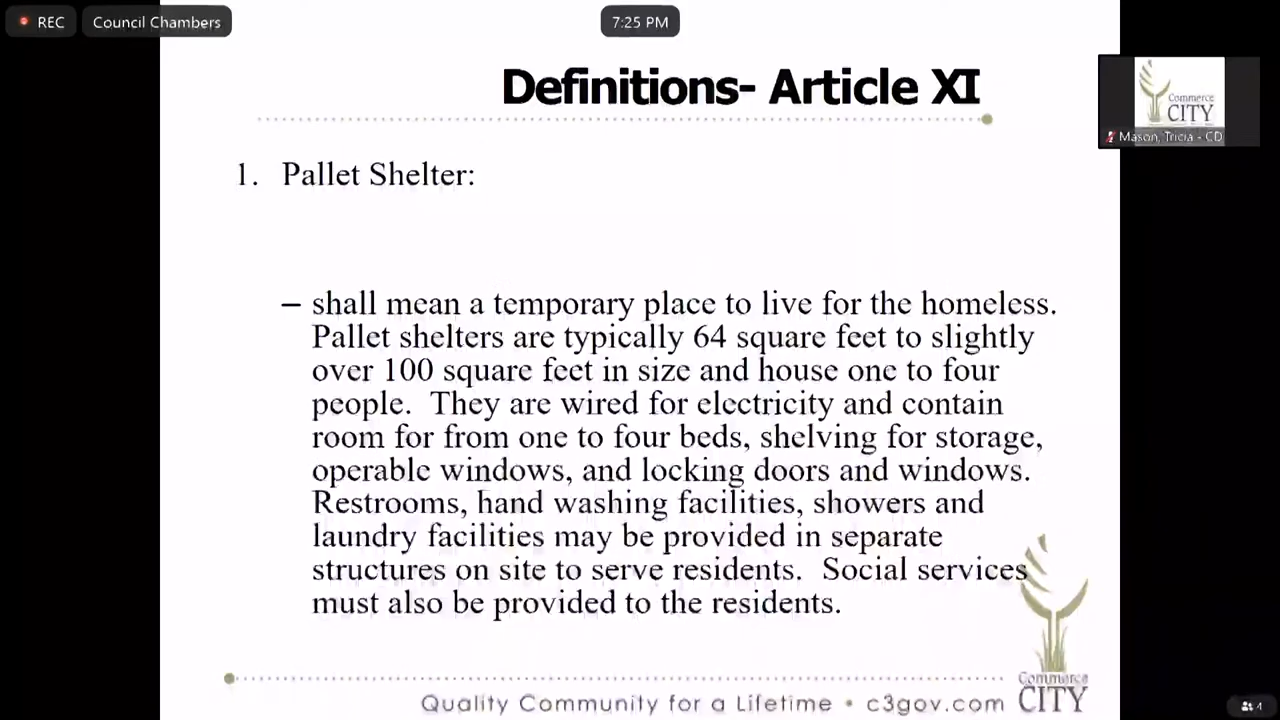 REC
Council Chambers
7:25 PM
Definitions- Article XI
Commerce
CITY
Mason, Tricia - CD
1. Pallet Shelter:
– shall mean a temporary place to live for the homeless.
Pallet shelters are typically 64 square feet to slightly
over 100 square feet in size and house one to four
people.  They are wired for electricity and contain
room for from one to four beds, shelving for storage,
operable windows, and locking doors and windows.
Restrooms, hand washing facilities, showers and
laundry facilities may be provided in separate
structures on site to serve residents.  Social services
must also be provided to the residents.
Quality Community for a Lifetime • c3gov.com
Commerce
CITY
4